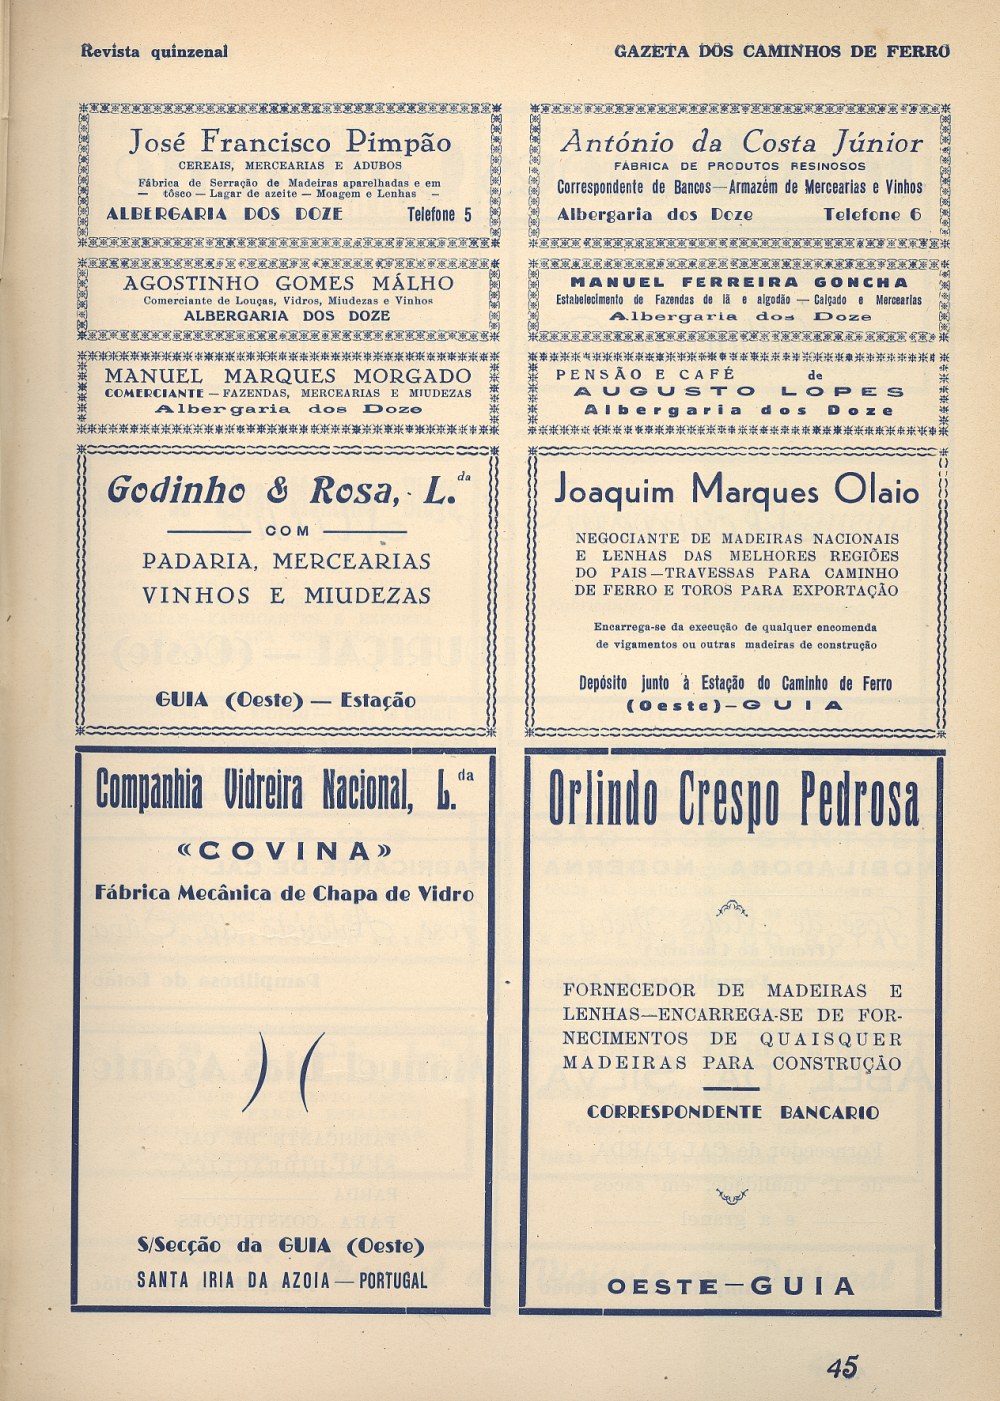 Revista quinzenal
GAZETA DOS CAMINHOS DE FERRO
José Francisco Pimpão
CEREAIS, MERCEARIAS E ADUBOS
Fábrica de Serração de Madeiras aparelhadas e em
— tôsco — Lagar de azeite — Moagem e Lenhas —
ALBERGARIA DOS DOZE Telefone 5
António da Costa Júnior
FÁBRICA DE PRODUTOS RESINOSOS
Correspondente de Bancos—Armazém de Mercearias e Vinhos
Albergaria dos Doze Telefone 6
AGOSTINHO GOMES MÁLHO
Comerciante de Louças, Vidros, Miudezas e Vinhos
ALBERGARIA DOS DOZE
MANUEL FERREIRA GONCHA
Estabelecimento de Fazendas de lã e algodão — Calçado e Mercearias
Albergaria dos Doze
MANUEL MARQUES MORGADO
COMERCIANTE — FAZENDAS, MERCEARIAS E MIUDEZAS
Albergaria dos Doze
PENSÃO E CAFÉ de
AUGUSTO LOPES
Albergaria dos Doze
Godinho & Rosa, L.da
COM
PADARIA, MERCEARIAS
VINHOS E MIUDEZAS
GUIA (Oeste) — Estação
Joaquim Marques Olaio
NEGOCIANTE DE MADEIRAS NACIONAIS
E LENHAS DAS MELHORES REGIÕES
DO PAIS—TRAVESSAS PARA CAMINHO
DE FERRO E TOROS PARA EXPORTAÇÃO
Encarrega-se da execução de qualquer encomenda
de vigamentos ou outras madeiras de construção
Depósito junto à Estação do Caminho de Ferro
(Oeste)—GUIA
Companhia Vidreira Nacional, L.da
«COVINA»
Fábrica Mecânica de Chapa de Vidro
S/Secção da GUIA (Oeste)
SANTA IRIA DA AZOIA — PORTUGAL
Orlindo Crespo Pedrosa
FORNECEDOR DE MADEIRAS E
LENHAS—ENCARREGA-SE DE FOR-
NECIMENTOS DE QUAISQUER
MADEIRAS PARA CONSTRUÇÃO
CORRESPONDENTE BANCARIO
OESTE—GUIA
45